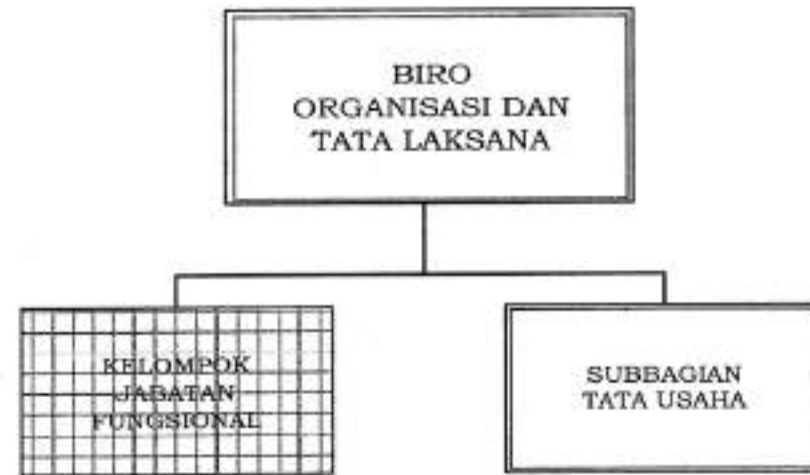 BIRO
ORGANISASI DAN
TATA LAKSANA
KELOMPOK
JABATAN
FUNGSIONAL
SUBBAGIAN
TATA USAHA